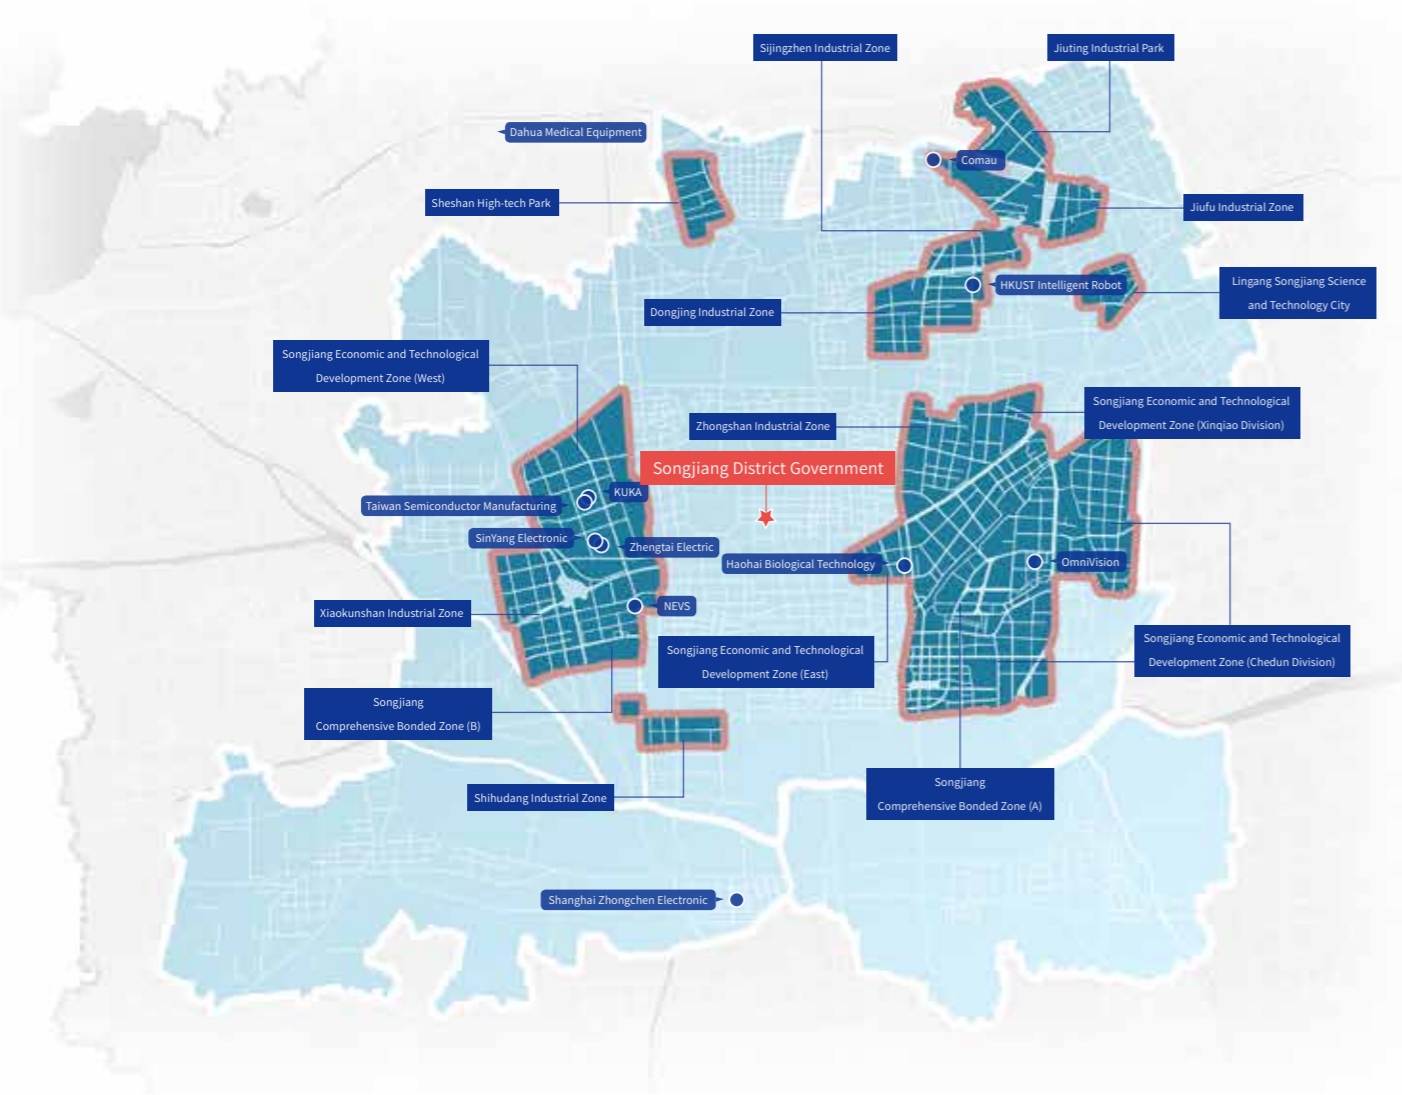 Sijingzhen Industrial Zone
Jiuting Industrial Park
Dahua Medical Equipment
Comau
Sheshan High-tech Park
Jiufu Industrial Zone
HKUST Intelligent Robot
Lingang Songjiang Science
and Technology City
Dongjing Industrial Zone
Songjiang Economic and Technological
Development Zone (West)
Songjiang Economic and Technological
Development Zone (Xinqiao Division)
Zhongshan Industrial Zone
Songjiang District Government
KUKA
Taiwan Semiconductor Manufacturing
SinYang Electronic
Zhengtai Electric
Haohai Biological Technology
OmniVision
NEVS
Xiaokunshan Industrial Zone
Songjiang Economic and Technological
Development Zone (East)
Songjiang Economic and Technological
Development Zone (Chedun Division)
Songjiang
Comprehensive Bonded Zone (B)
Shihudang Industrial Zone
Songjiang
Comprehensive Bonded Zone (A)
Shanghai Zhongchen Electronic